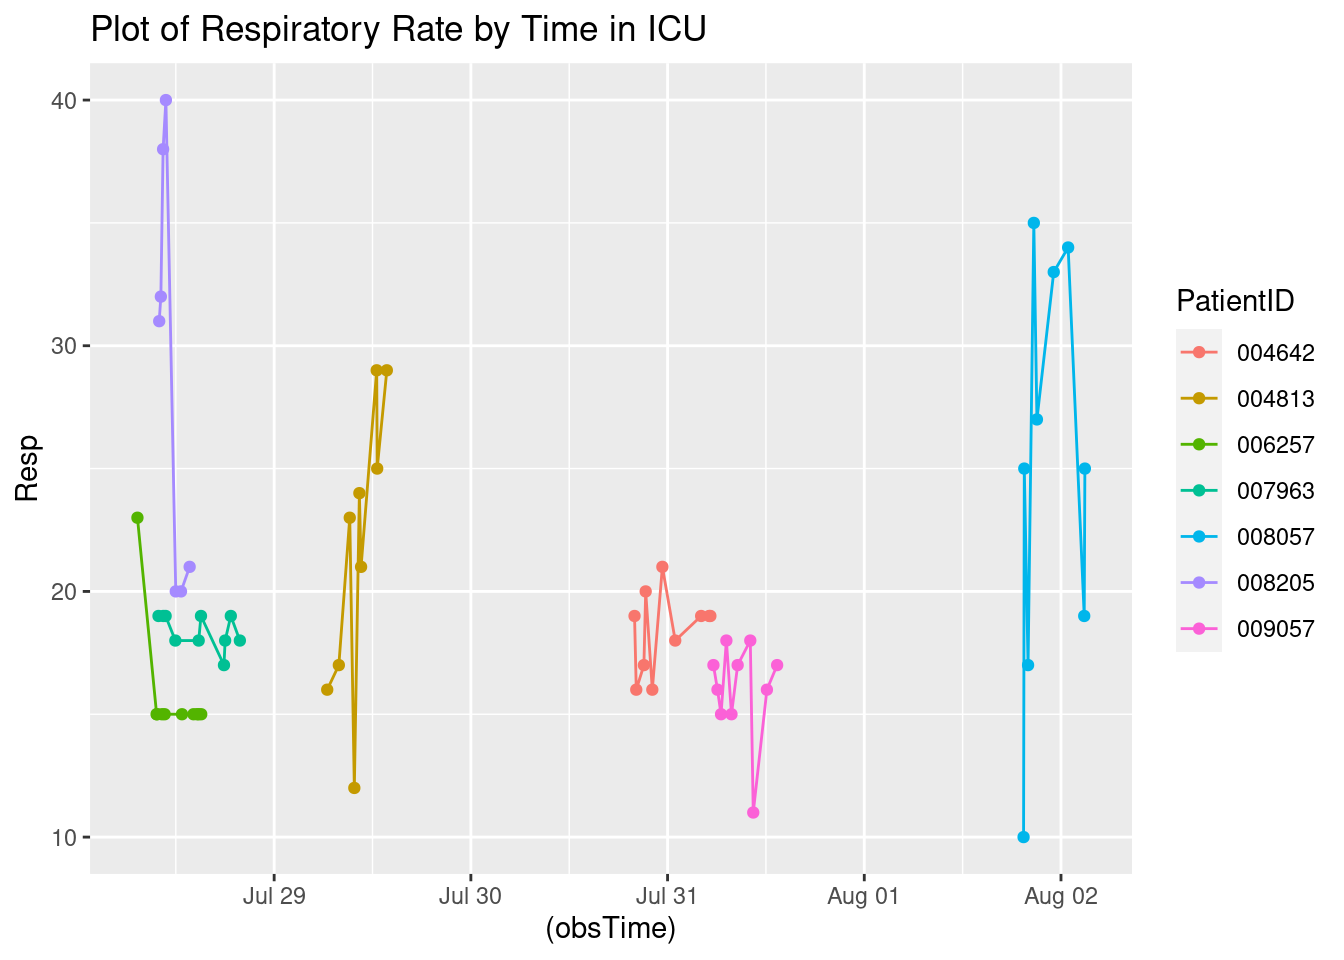 Plot of Respiratory Rate by Time in ICU
40
30
20
10
Resp
Jul 29
Jul 30
Jul 31
Aug 01
Aug 02
(obsTime)
PatientID
004642
004813
006257
007963
008057
008205
009057